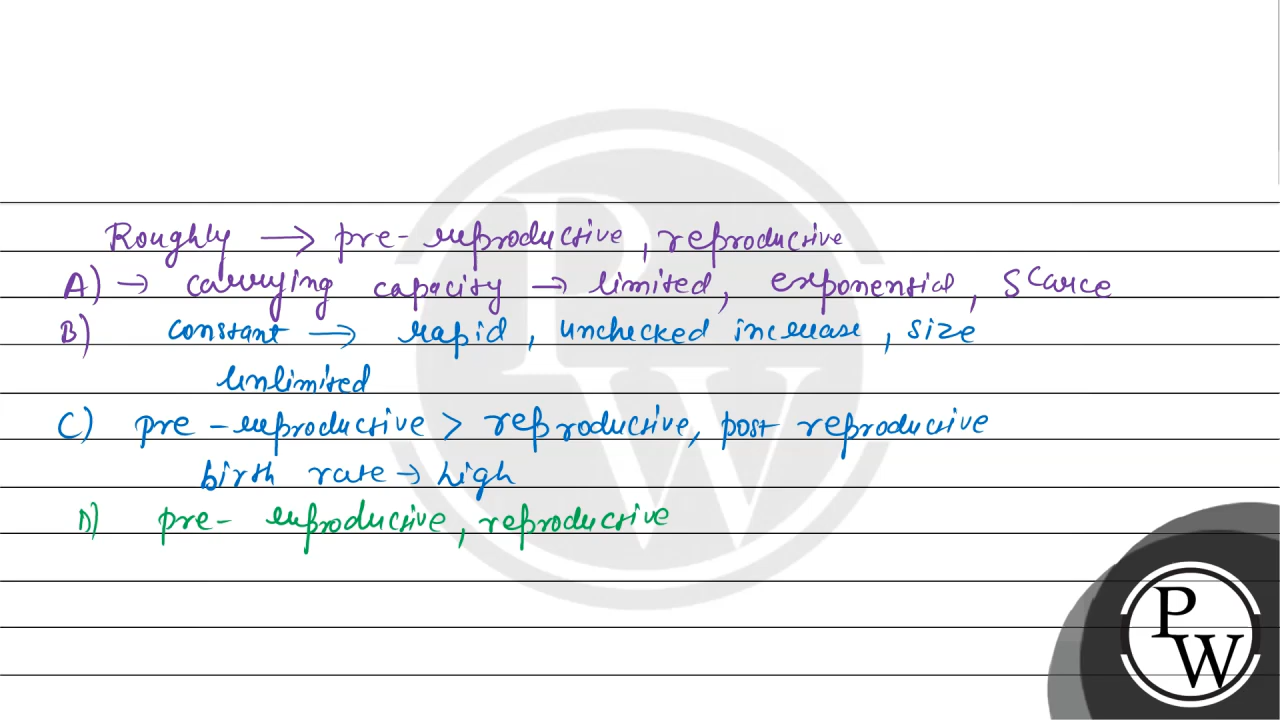 Roughly → pre-reproductive, reproductive
A) → carrying capacity → limited, exponential, scarce
B) constant → rapid, unchecked increase, size
unlimited
C) pre-reproductive > reproductive, post reproductive
birth rate → high
D) pre-reproductive, reproductive
P
W